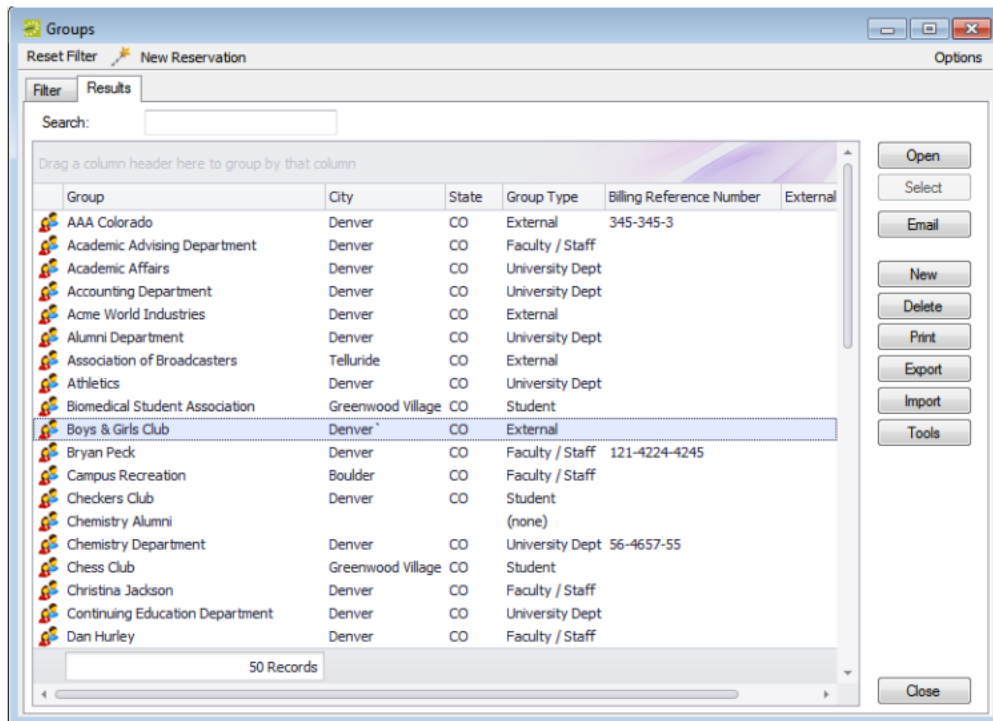 Groups
Reset Filter New Reservation Options
Filter Results
Search:
Drag a column header here to group by that column
Group City State Group Type Billing Reference Number External
AAA Colorado Denver CO External 345-345-3
Academic Advising Department Denver CO Faculty / Staff
Academic Affairs Denver CO University Dept
Accounting Department Denver CO University Dept
Acme World Industries Denver CO External
Alumni Department Denver CO University Dept
Association of Broadcasters Telluride CO External
Athletics Denver CO University Dept
Biomedical Student Association Greenwood Village CO Student
Boys & Girls Club Denver` CO External
Bryan Peck Denver CO Faculty / Staff 121-4224-4245
Campus Recreation Boulder CO Faculty / Staff
Checkers Club Denver CO Student
Chemistry Alumni (none)
Chemistry Department Denver CO University Dept 56-4657-55
Chess Club Greenwood Village CO Student
Christina Jackson Denver CO Faculty / Staff
Continuing Education Department Denver CO University Dept
Dan Hurley Denver CO Faculty / Staff
50 Records
Open
Select
Email
New
Delete
Print
Export
Import
Tools
Close